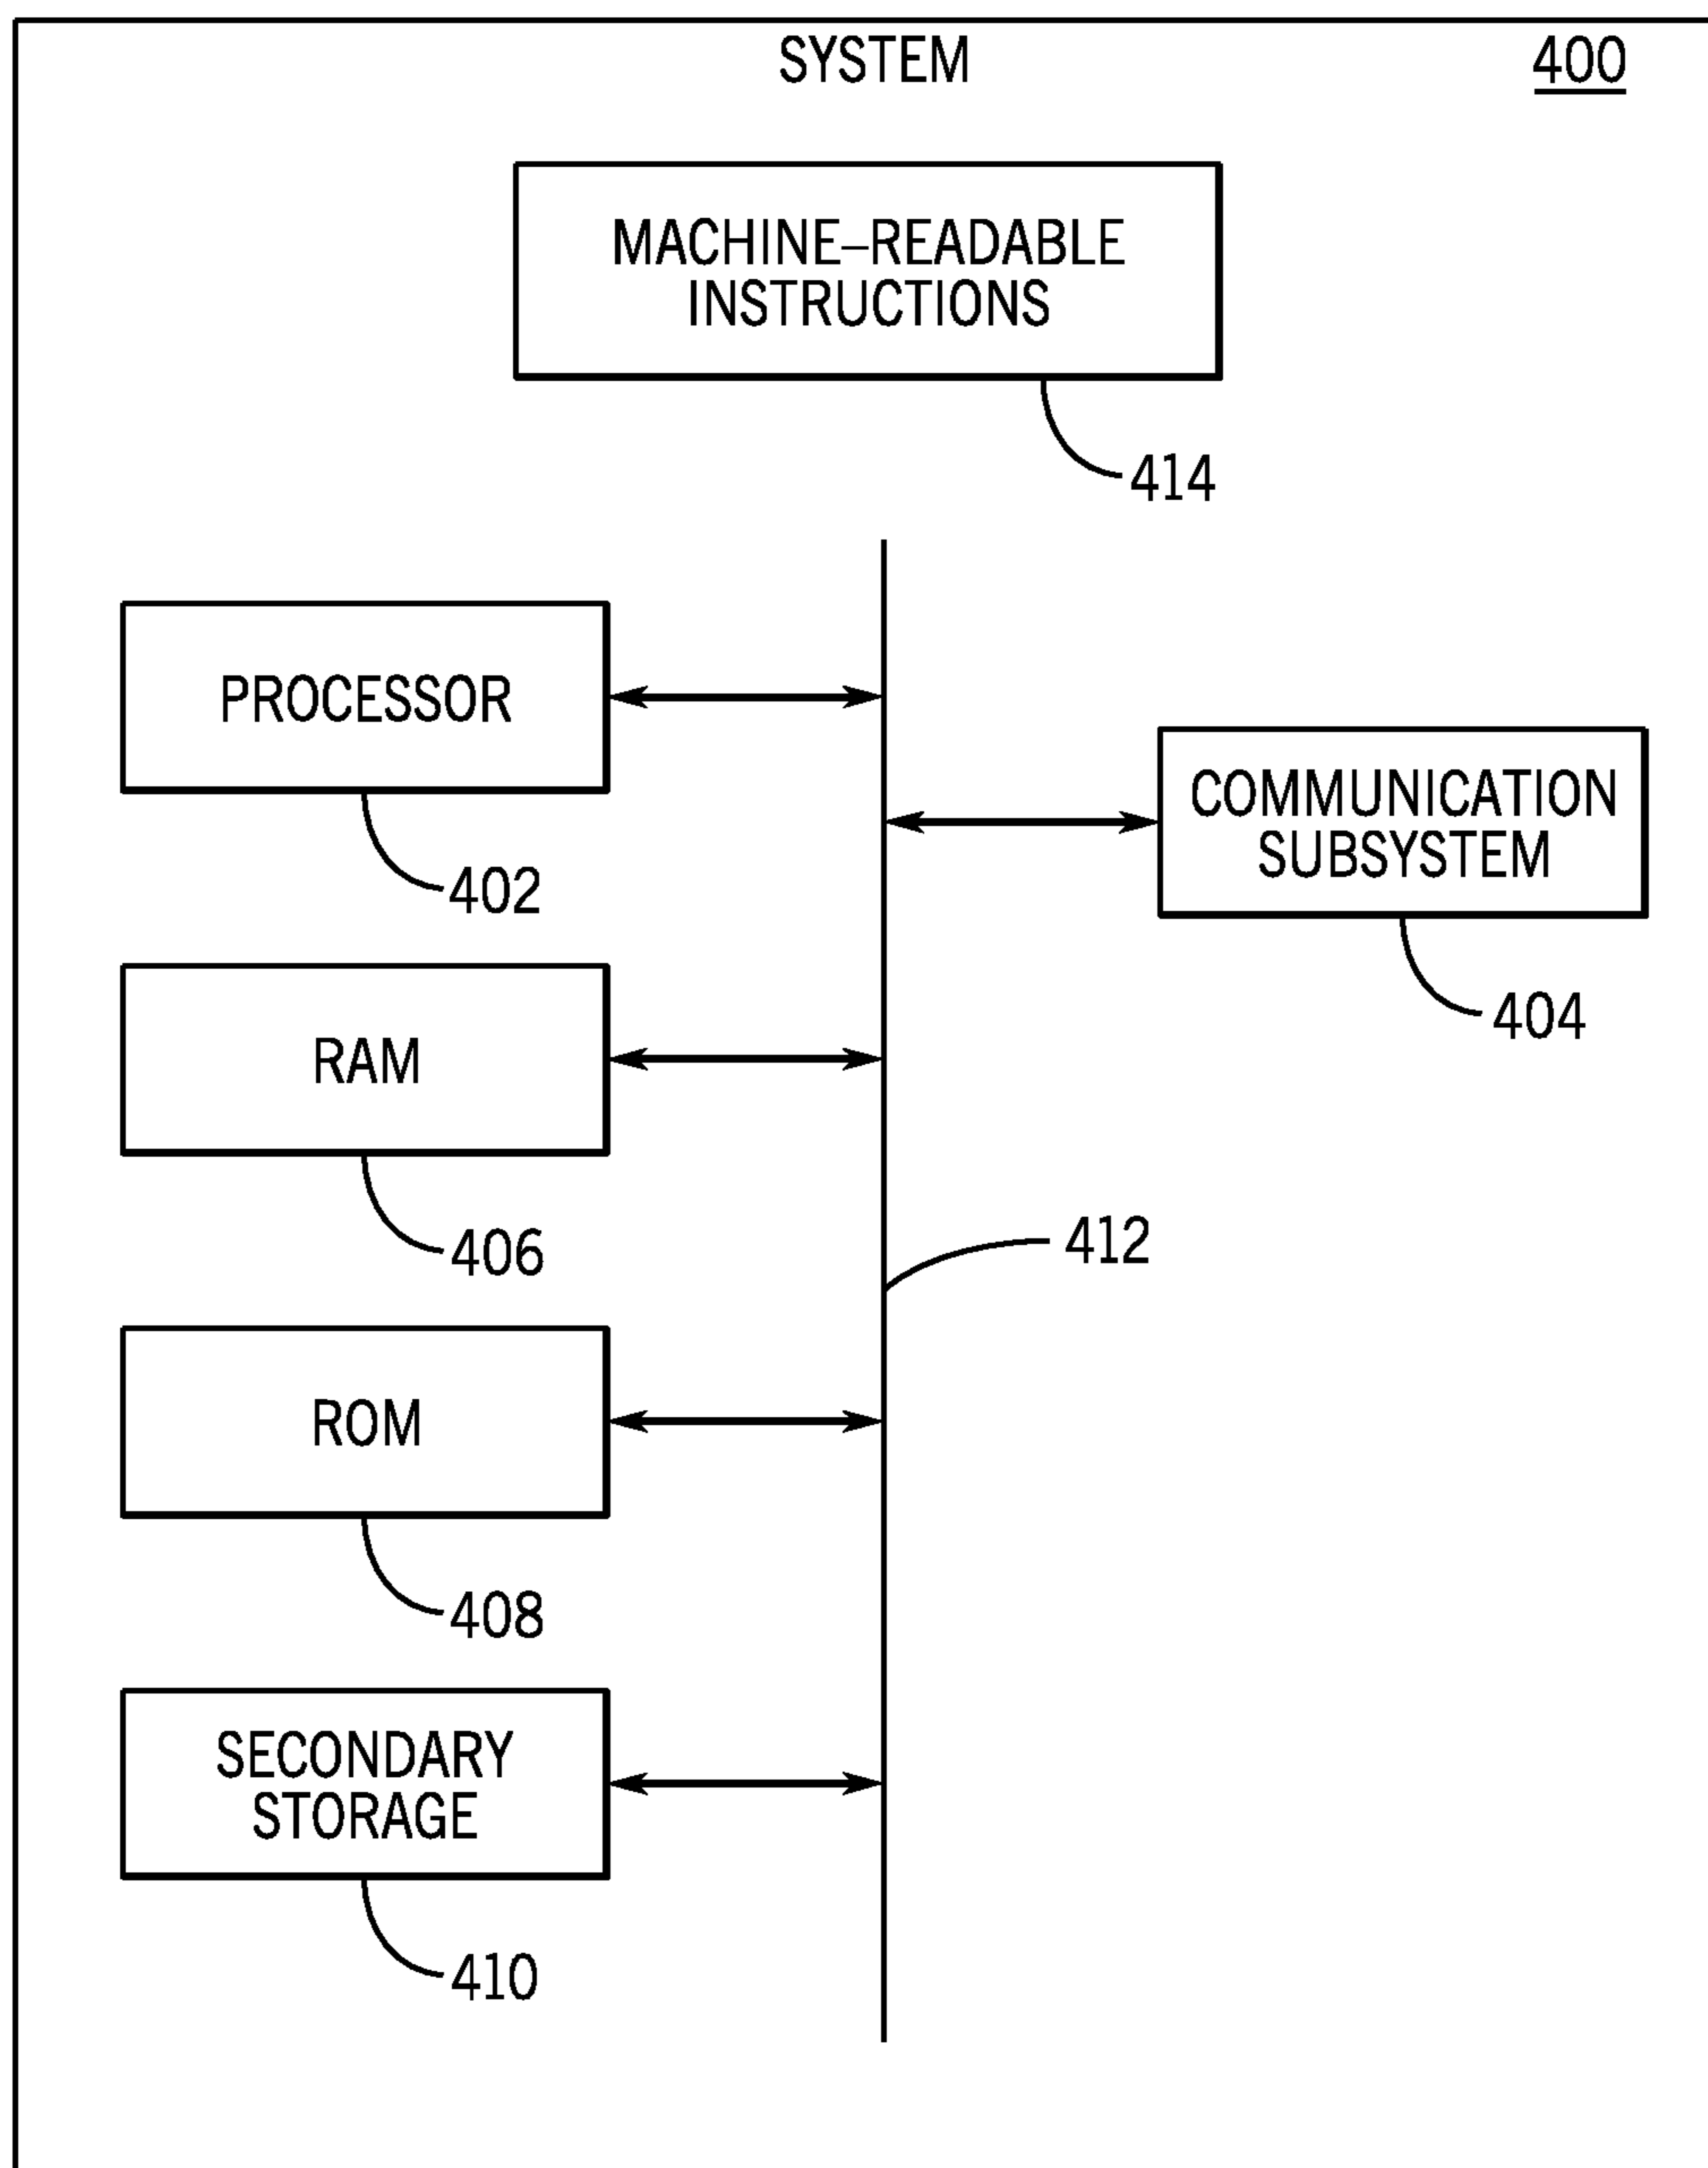 SYSTEM
400
MACHINE–READABLE
INSTRUCTIONS
414
PROCESSOR
402
COMMUNICATION
SUBSYSTEM
404
RAM
406
412
ROM
408
SECONDARY
STORAGE
410